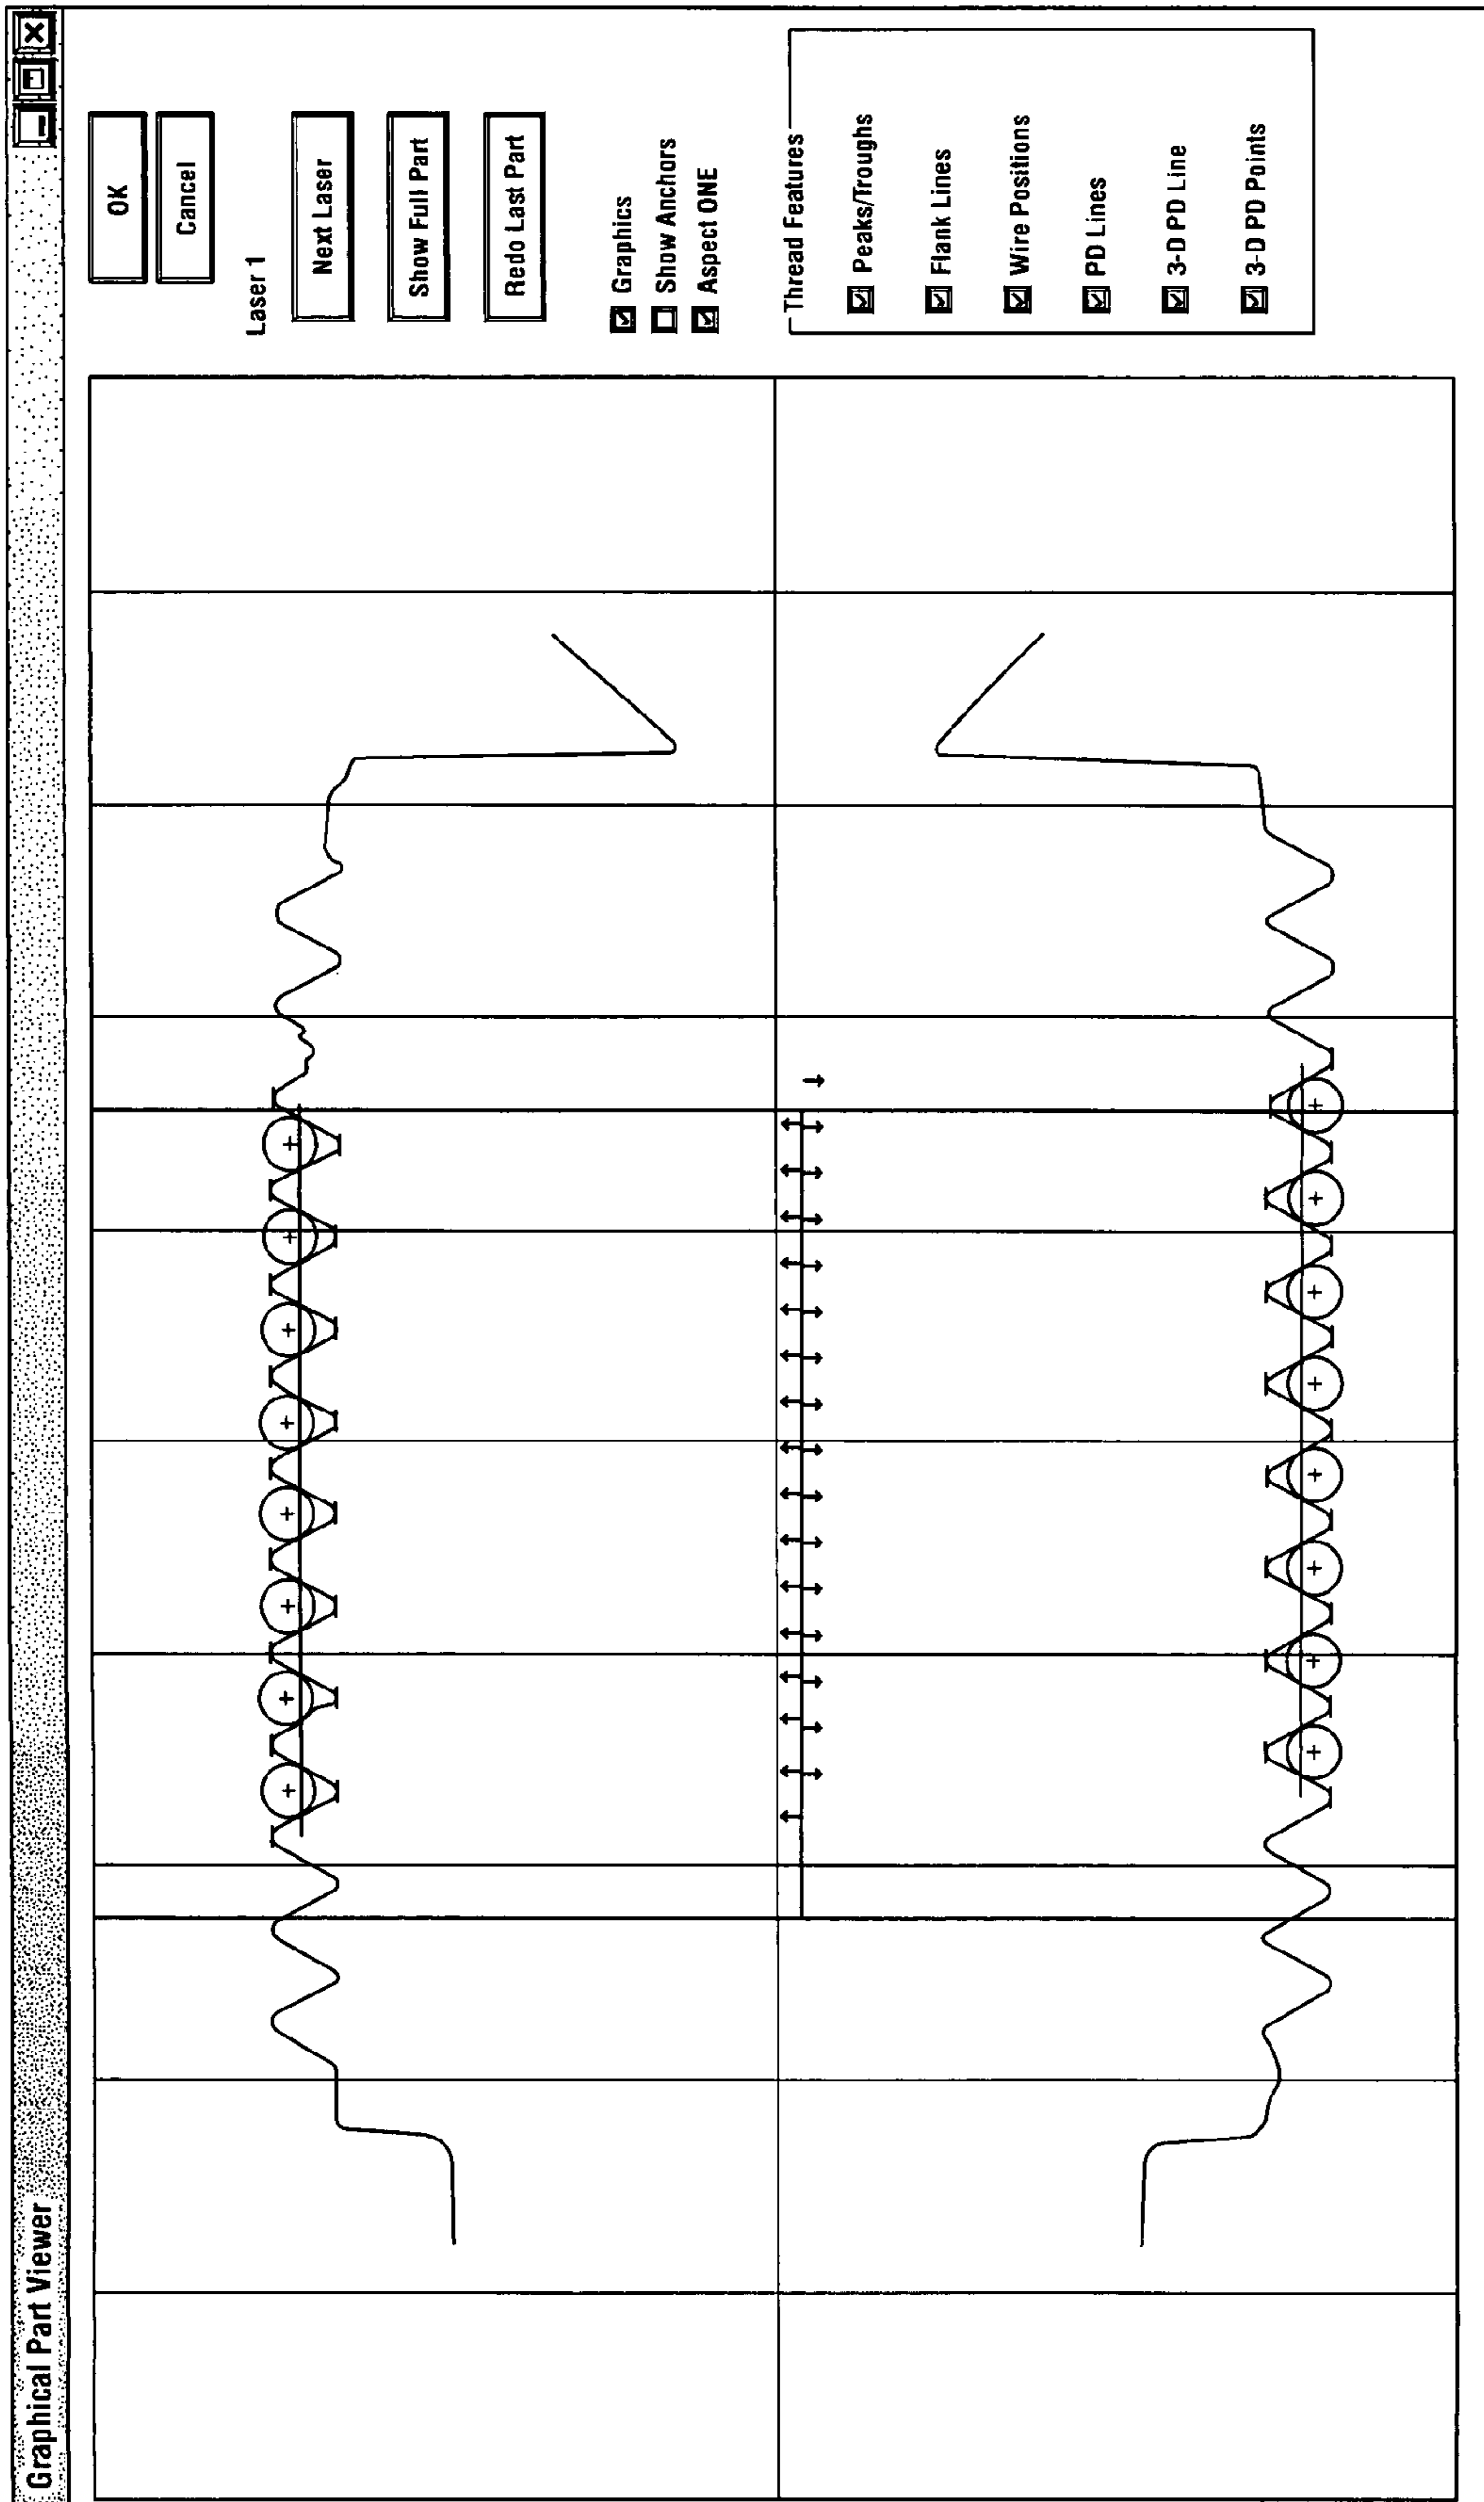 Graphical Part Viewer
OK
Cancel
Laser 1
Next Laser
Show Full Part
Redo Last Part
Graphics
Show Anchors
Aspect ONE
Thread Features
Peaks/Troughs
Flank Lines
Wire Positions
PD Lines
3-D PD Line
3-D PD Points